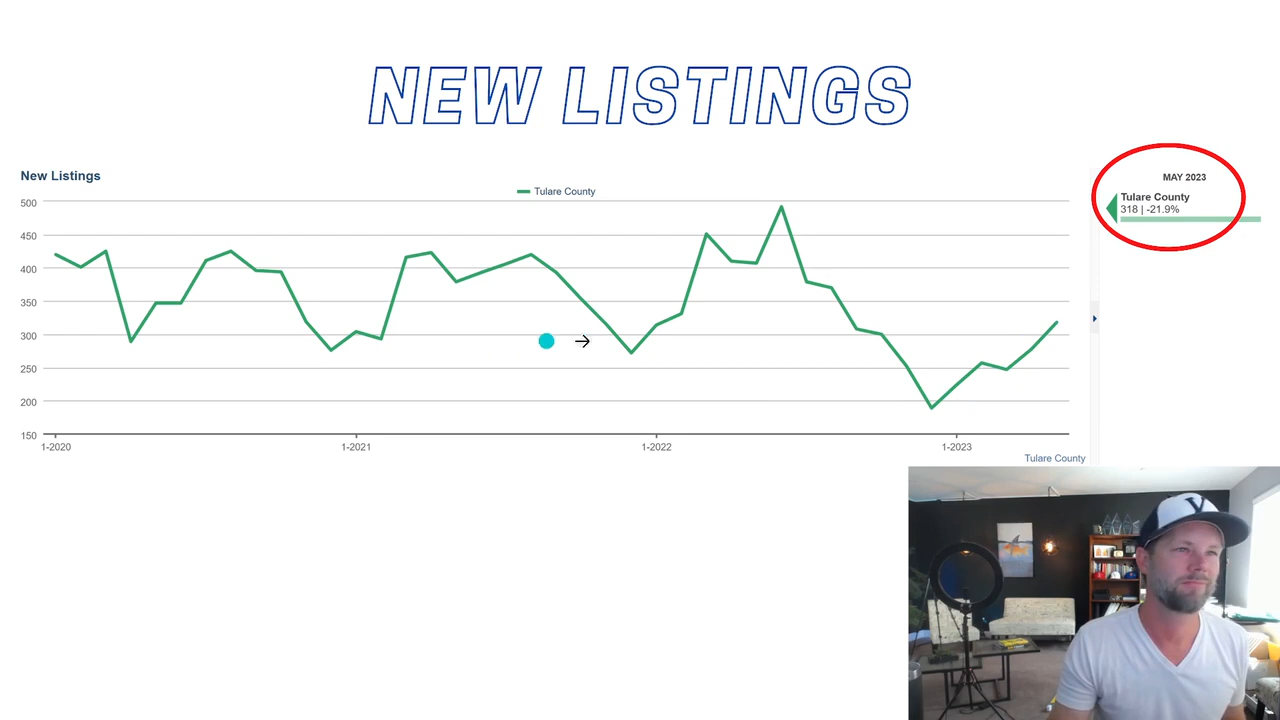 NEW LISTINGS
New Listings
Tulare County
500
450
400
350
300
250
200
150
1-2020
1-2021
1-2022
1-2023
Tulare County
MAY 2023
Tulare County
318 | -21.9%
V